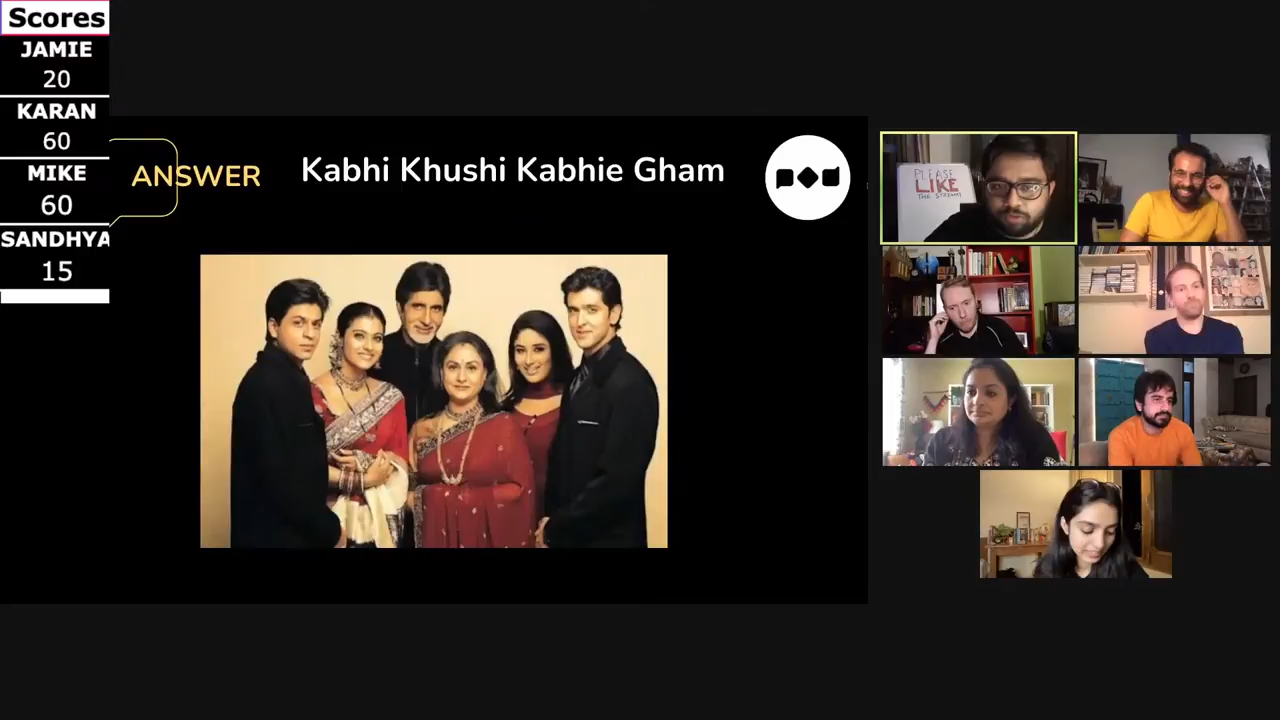 Scores
JAMIE
20
KARAN
60
MIKE
60
SANDHYA
15
ANSWER
Kabhi Khushi Kabhie Gham
PLEASE
LIKE
THE STREAM